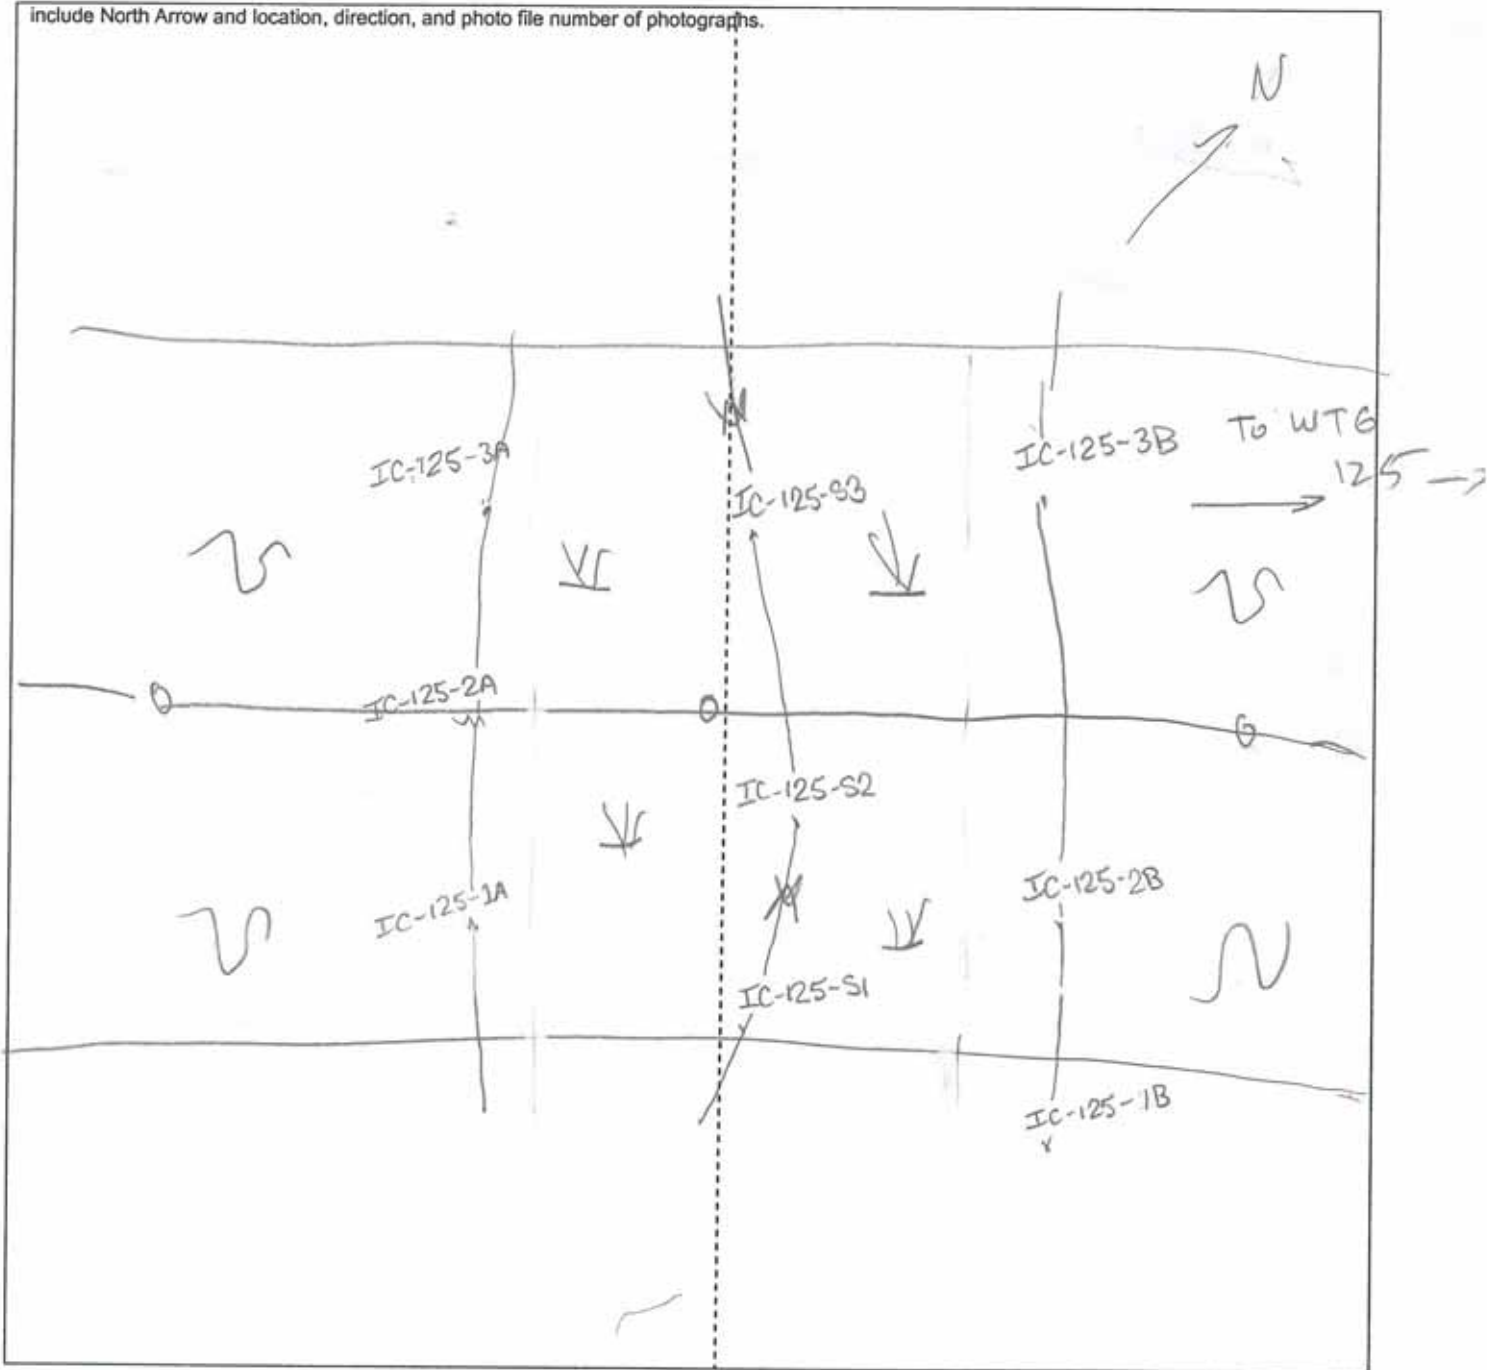 include North Arrow and location, direction, and photo file number of photographs.
N
IC-125-3A
IC-125-3B
To WTG
125
IC-125-S3
IC-125-2A
IC-125-S2
IC-125-2B
IC-125-1A
IC-125-S1
IC-125-1B